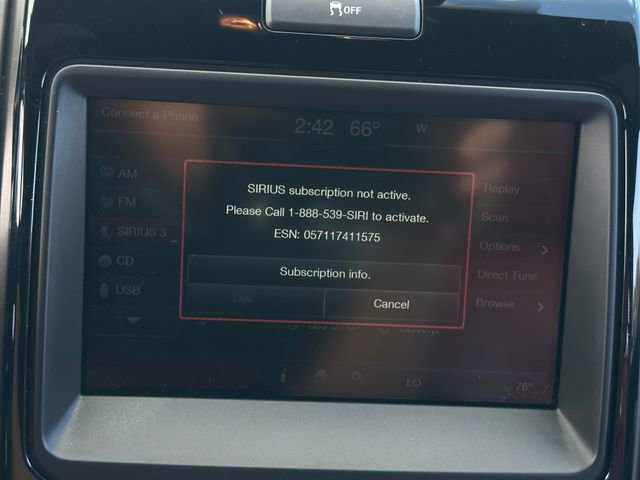 OFF
Connect a Phone
2:42 66° W
AM
FM
SIRIUS 3
CD
USB
SIRIUS subscription not active.
Please Call 1-888-539-SIRI to activate.
ESN: 057117411575
Subscription info.
Dial
Cancel
Replay
Scan
Options
Direct Tune
Browse
i
LO
76°